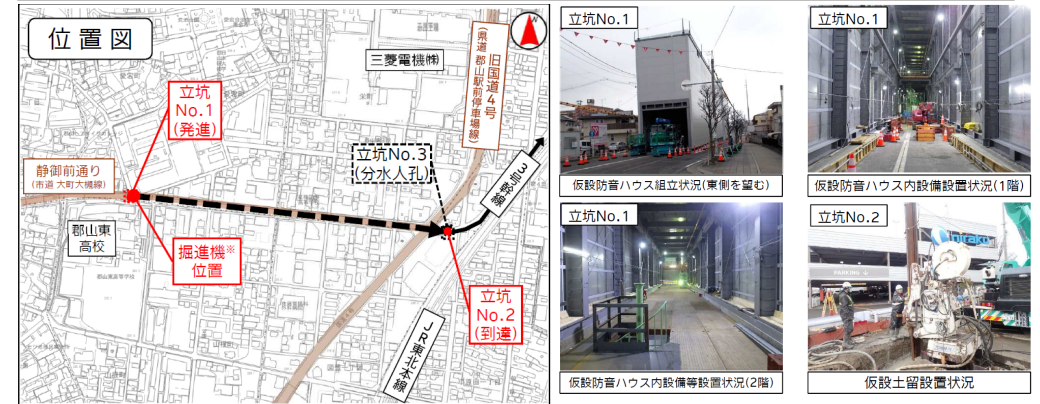 位置図
三菱電機㈱
旧国道4号
(県道 郡山駅前停車場線)
立坑
No.1
(発進)
立坑No.3
(分水人孔)
3号幹線
静御前通り
(市道 大町大槻線)
郡山東
高校
掘進機※
位置
立坑
No.2
(到達)
JR東北本線
立坑No.1
仮設防音ハウス組立状況(東側を望む)
立坑No.1
仮設防音ハウス内設備設置状況(1階)
立坑No.1
仮設防音ハウス内設備等設置状況(2階)
立坑No.2
PARKING
仮設土留設置状況